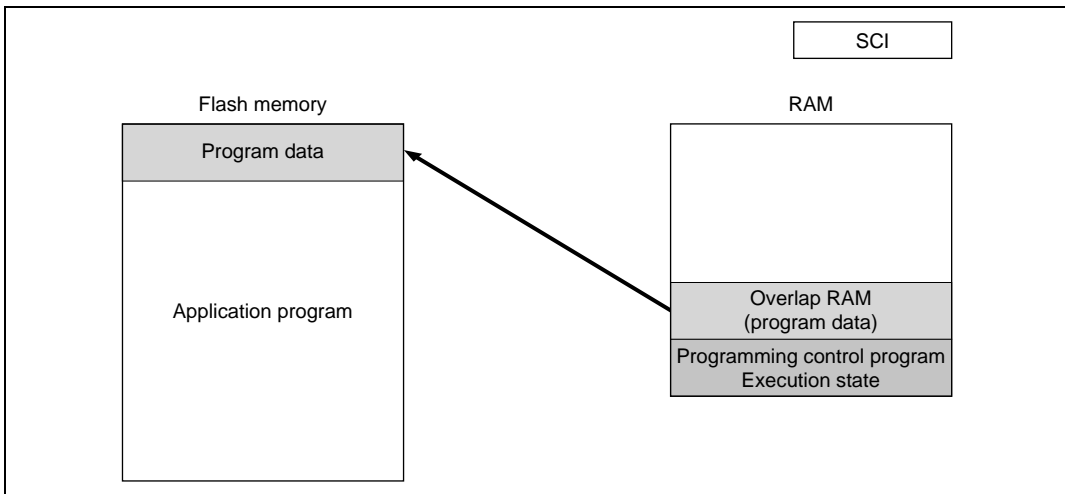 SCI
Flash memory
RAM
Program data
Application program
Overlap RAM
(program data)
Programming control program
Execution state